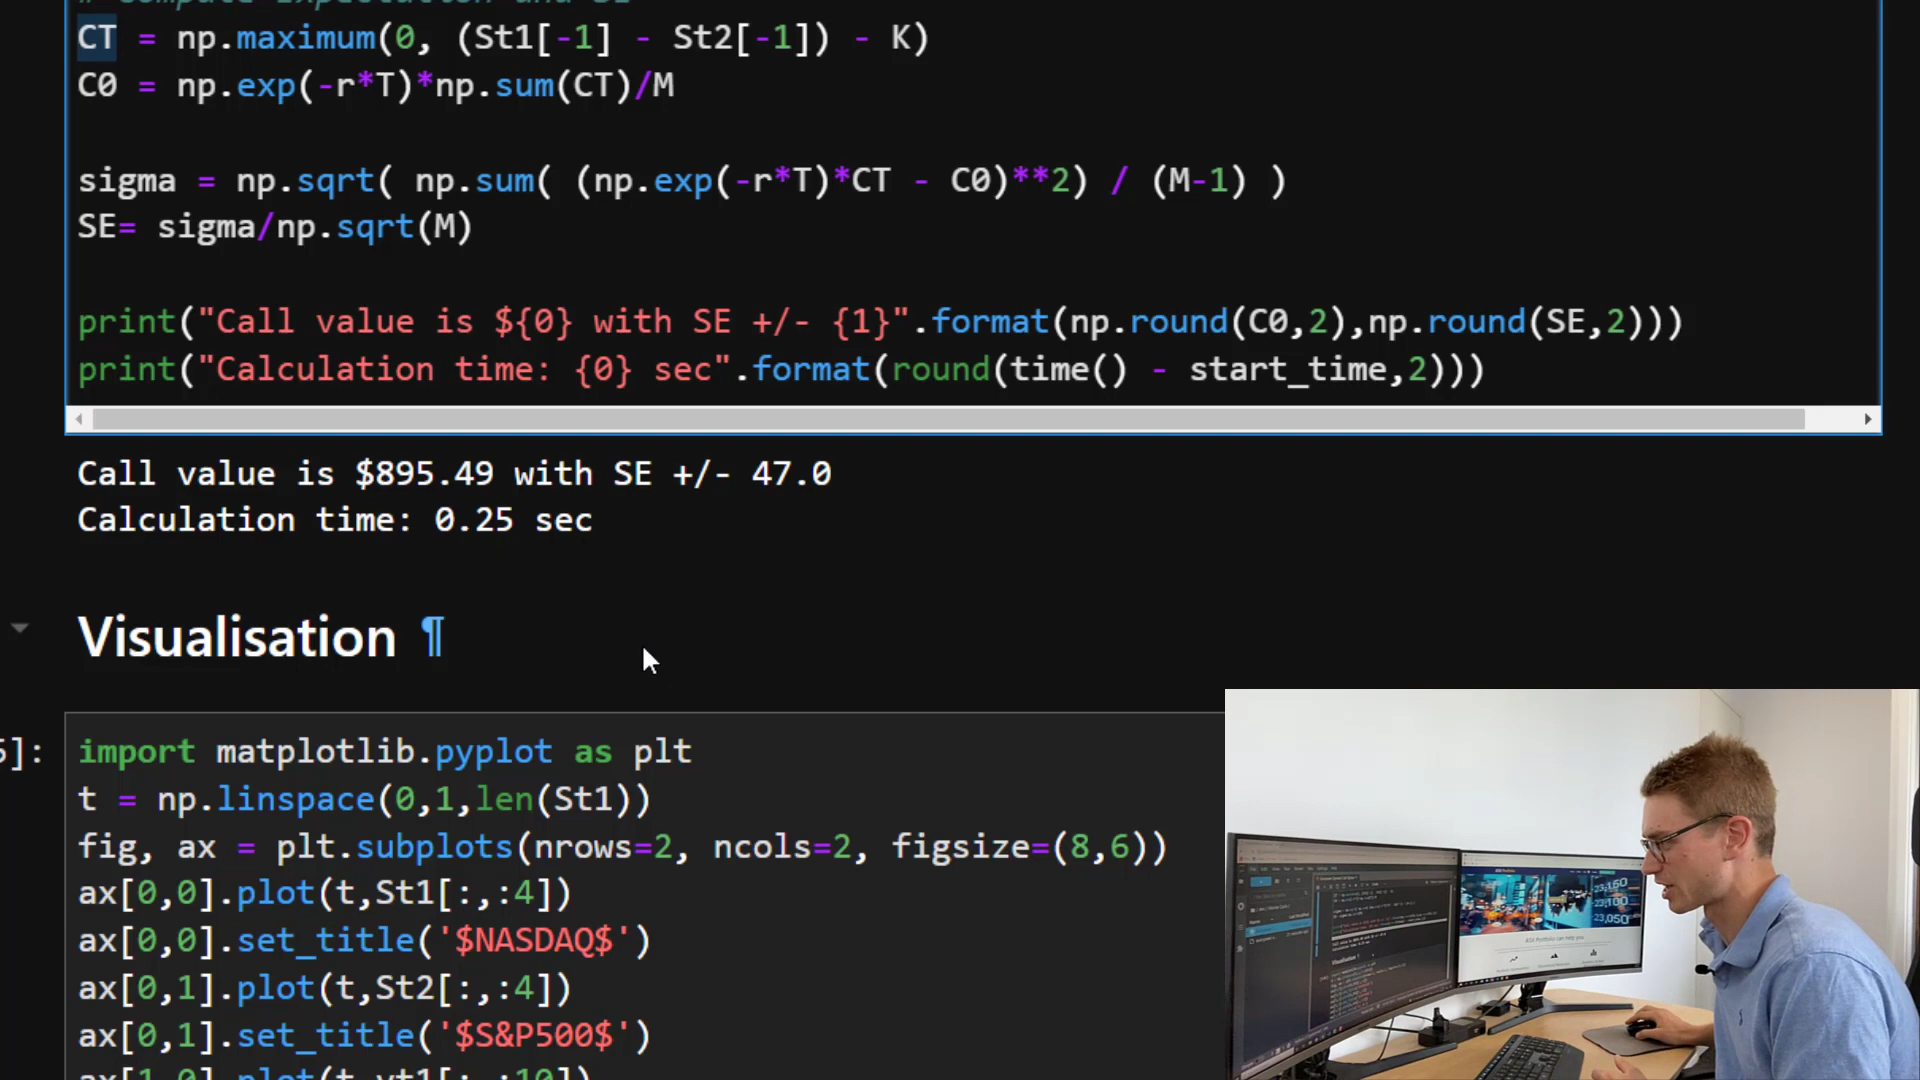 CT = np.maximum(0, (St1[-1] - St2[-1]) - K)
C0 = np.exp(-r*T)*np.sum(CT)/M
sigma = np.sqrt( np.sum( (np.exp(-r*T)*CT - C0)**2) / (M-1) )
SE= sigma/np.sqrt(M)
print("Call value is ${0} with SE +/- {1}".format(np.round(C0,2),np.round(SE,2)))
print("Calculation time: {0} sec".format(round(time() - start_time,2)))
Call value is $895.49 with SE +/- 47.0
Calculation time: 0.25 sec
Visualisation ¶
]:
import matplotlib.pyplot as plt
t = np.linspace(0,1,len(St1))
fig, ax = plt.subplots(nrows=2, ncols=2, figsize=(8,6))
ax[0,0].plot(t,St1[:,:4])
ax[0,0].set_title('$NASDAQ$')
ax[0,1].plot(t,St2[:,:4])
ax[0,1].set_title('$S&P500$')
23,150
23,100
23,050